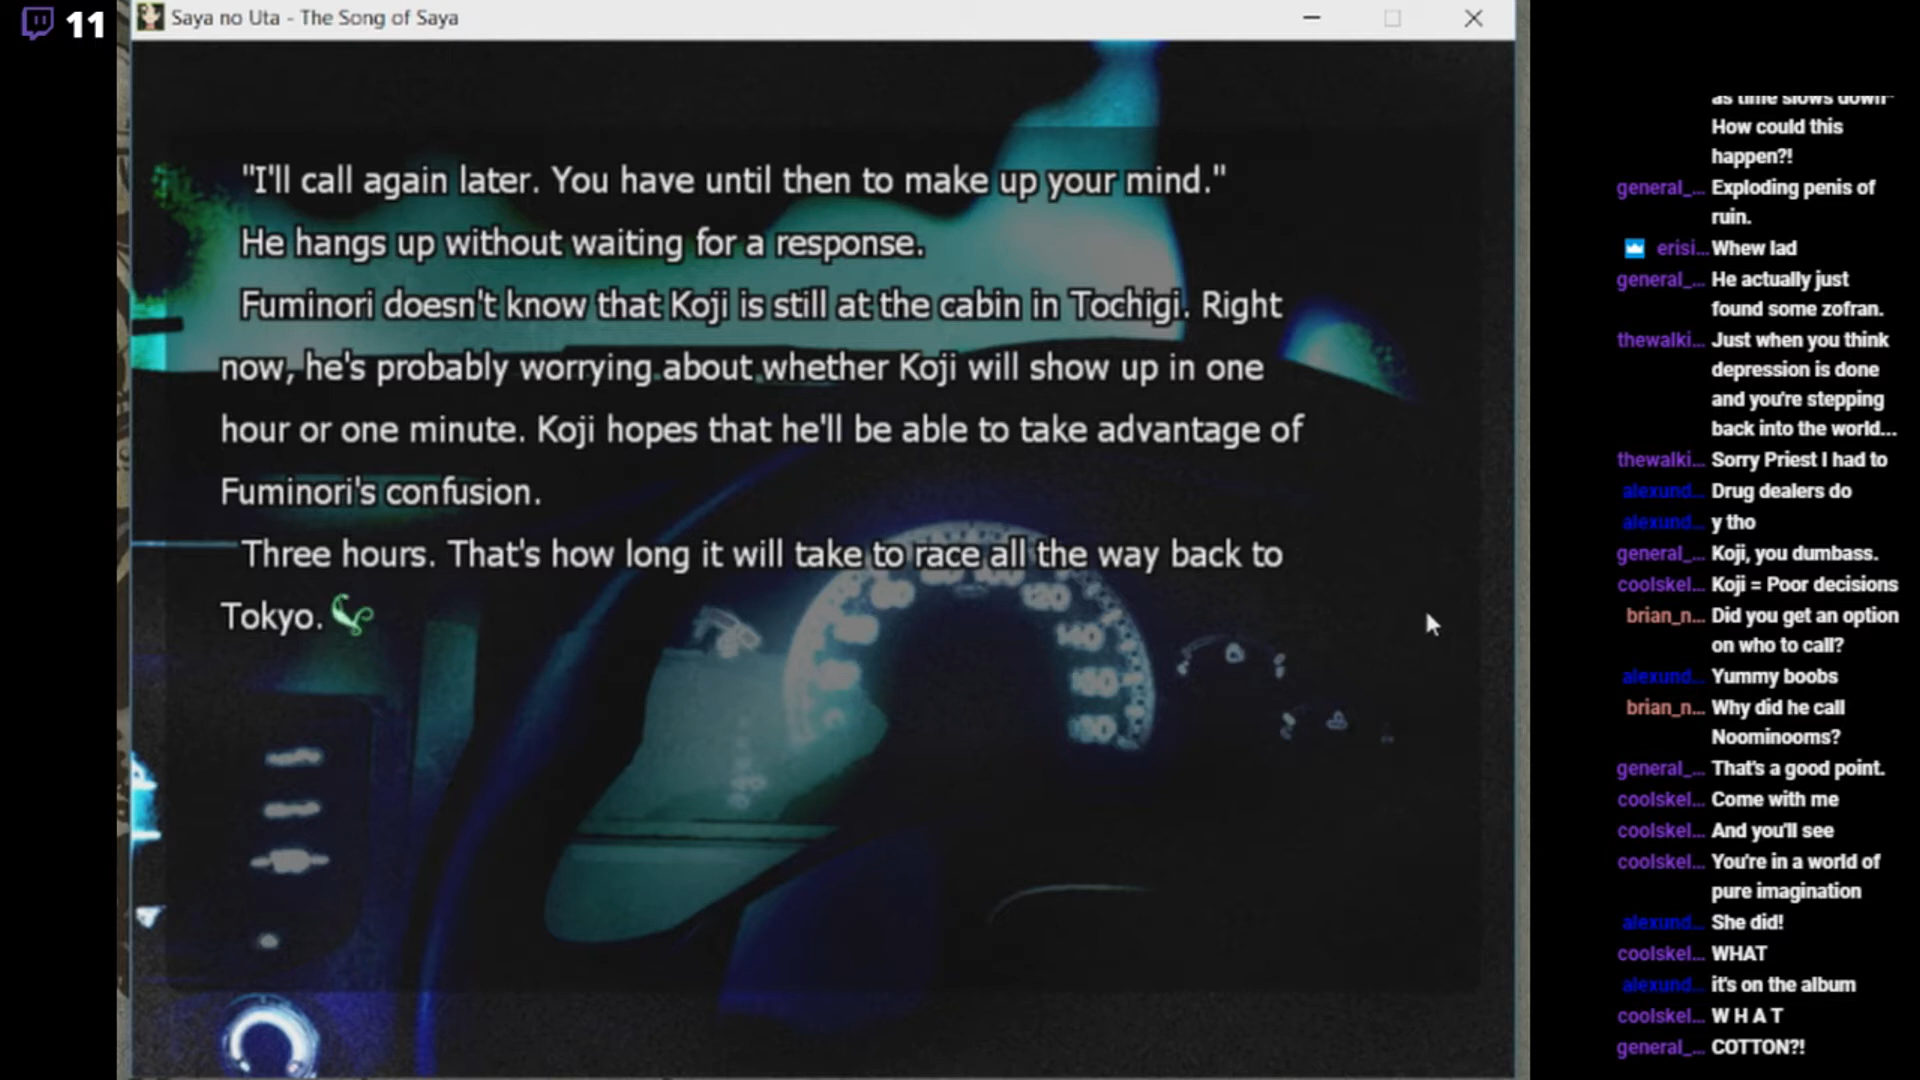 11
Saya no Uta - The Song of Saya
"I'll call again later. You have until then to make up your mind."
He hangs up without waiting for a response.
Fuminori doesn't know that Koji is still at the cabin in Tochigi. Right
now, he's probably worrying about whether Koji will show up in one
hour or one minute. Koji hopes that he'll be able to take advantage of
Fuminori's confusion.
Three hours. That's how long it will take to race all the way back to
Tokyo.
120
140
160
as time slows down"
How could this
happen?!
general_... Exploding penis of
ruin.
erisi... Whew lad
general_... He actually just
found some zofran.
thewalki... Just when you think
depression is done
and you're stepping
back into the world...
thewalki... Sorry Priest I had to
alexund... Drug dealers do
alexund... y tho
general_... Koji, you dumbass.
coolskel... Koji = Poor decisions
brian_n... Did you get an option
on who to call?
alexund... Yummy boobs
brian_n... Why did he call
Noominooms?
general_... That's a good point.
coolskel... Come with me
coolskel... And you'll see
coolskel... You're in a world of
pure imagination
alexund... She did!
coolskel... WHAT
alexund... it's on the album
coolskel... W H A T
general_... COTTON?!